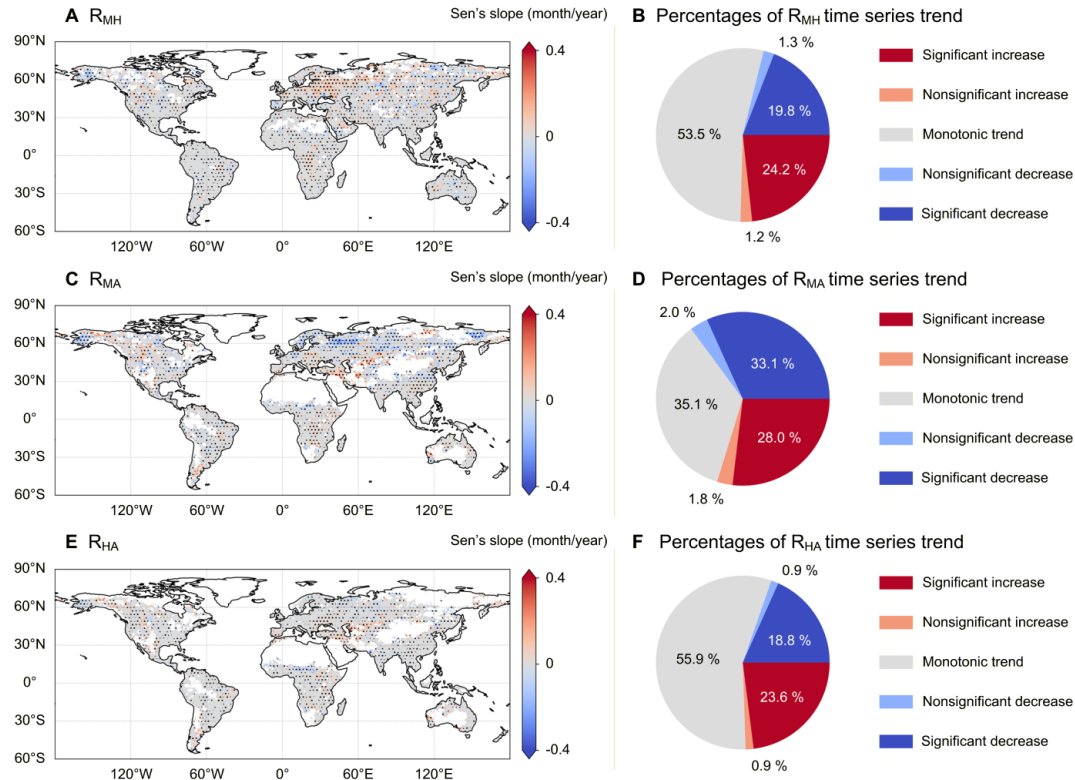 A R_MH Sen's slope (month/year)
90°N
60°N
30°N
0°
30°S
60°S
120°W 60°W 0° 60°E 120°E
0.4
0
-0.4
B Percentages of R_MH time series trend
1.3 %
19.8 %
53.5 %
24.2 %
1.2 %
Significant increase
Nonsignificant increase
Monotonic trend
Nonsignificant decrease
Significant decrease
C R_MA Sen's slope (month/year)
90°N
60°N
30°N
0°
30°S
60°S
120°W 60°W 0° 60°E 120°E
0.4
0
-0.4
D Percentages of R_MA time series trend
2.0 %
33.1 %
35.1 %
28.0 %
1.8 %
Significant increase
Nonsignificant increase
Monotonic trend
Nonsignificant decrease
Significant decrease
E R_HA Sen's slope (month/year)
90°N
60°N
30°N
0°
30°S
60°S
120°W 60°W 0° 60°E 120°E
0.4
0
-0.4
F Percentages of R_HA time series trend
0.9 %
18.8 %
55.9 %
23.6 %
0.9 %
Significant increase
Nonsignificant increase
Monotonic trend
Nonsignificant decrease
Significant decrease